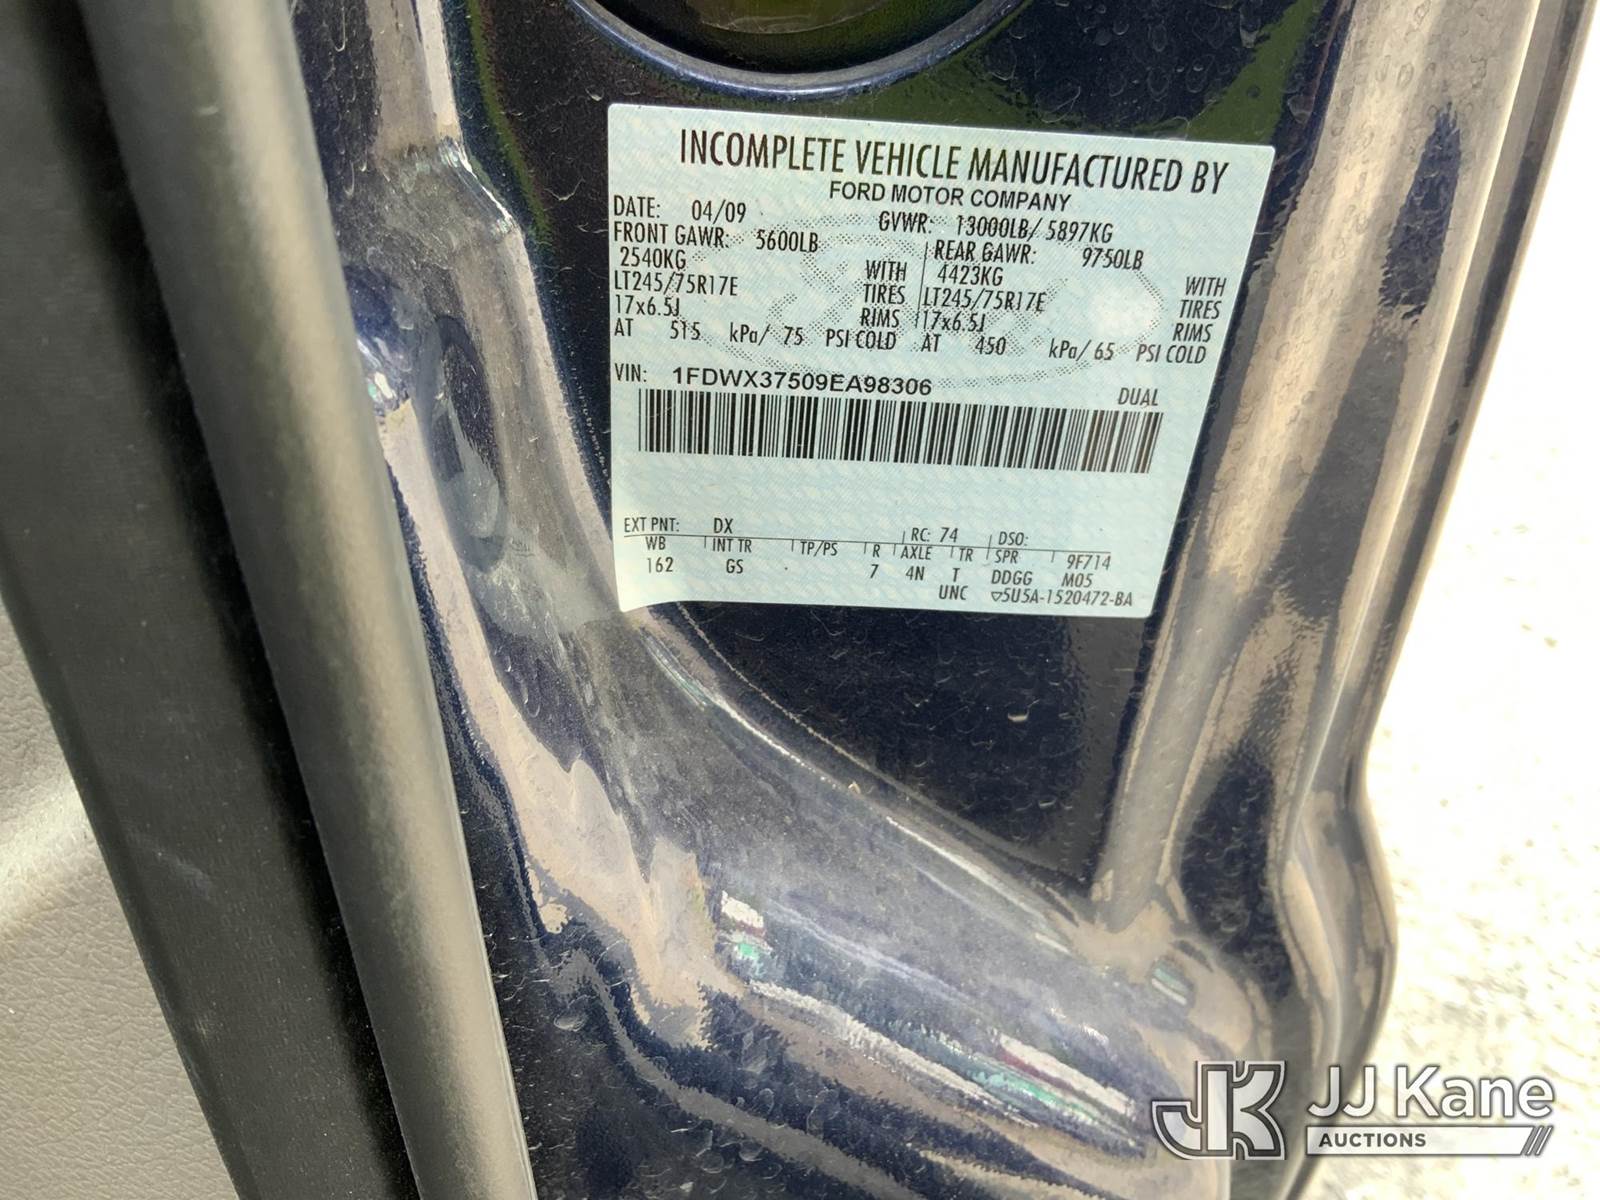 INCOMPLETE VEHICLE MANUFACTURED BY
FORD MOTOR COMPANY
DATE: 04/09 GVWR: 13000LB/ 5897KG
FRONT GAWR: 5600LB REAR GAWR: 9750LB
2540KG WITH 4423KG WITH
LT245/75R17E TIRES LT245/75R17E TIRES
17x6.5J RIMS 17x6.5J RIMS
AT 515 kPa/ 75 PSI COLD AT 450 kPa/ 65 PSI COLD
VIN: 1FDWX37509EA98306 DUAL
EXT PNT: DX RC: 74 DSO:
WB INT TR TP/PS R AXLE TR SPR 9F714
162 GS 7 4N T DDGG M05
UNC ▽5U5A-1520472-BA
JK JJ Kane
AUCTIONS